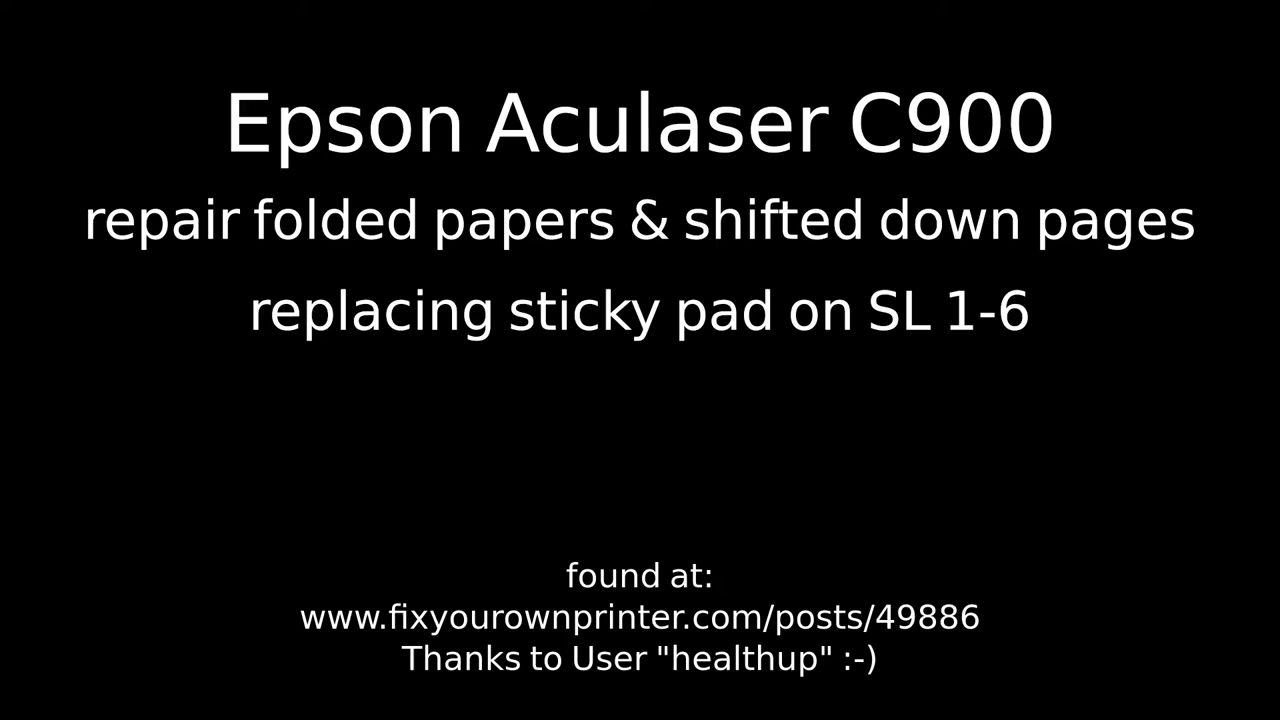 Epson Aculaser C900
repair folded papers & shifted down pages
replacing sticky pad on SL 1-6
found at:
www.fixyourownprinter.com/posts/49886
Thanks to User "healthup" :-)